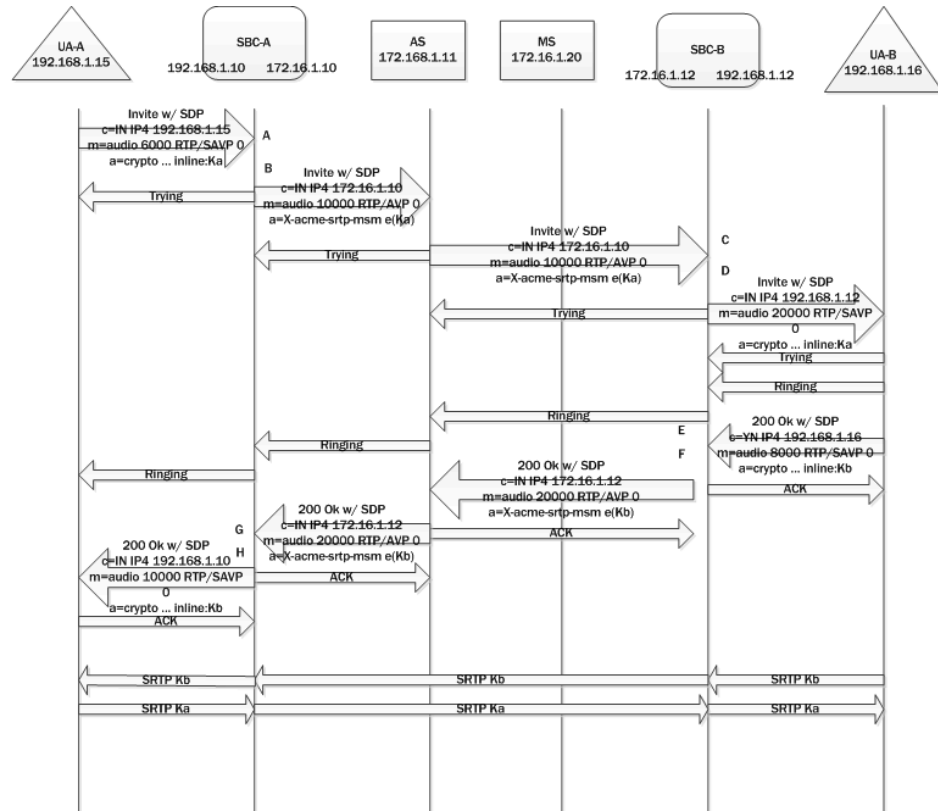 UA-A
192.168.1.15
SBC-A
192.168.1.10 172.16.1.10
AS
172.168.1.11
MS
172.16.1.20
SBC-B
172.16.1.12 192.168.1.12
UA-B
192.168.1.16
Invite w/ SDP
c=IN IP4 192.168.1.15
m=audio 6000 RTP/SAVP 0
a=crypto ... inline:Ka
A
B
Invite w/ SDP
c=IN IP4 172.16.1.10
m=audio 10000 RTP/AVP 0
a=X-acme-srtp-msm e(Ka)
Trying
Invite w/ SDP
c=IN IP4 172.16.1.10
m=audio 10000 RTP/AVP 0
a=X-acme-srtp-msm e(Ka)
Trying
C
D
Invite w/ SDP
c=IN IP4 192.168.1.12
m=audio 20000 RTP/SAVP
0
a=crypto ... inline:Ka
Trying
Trying
Ringing
Ringing
Ringing
Ringing
E
F
200 Ok w/ SDP
c=YN IP4 192.168.1.16
m=audio 8000 RTP/SAVP 0
a=crypto ... inline:Kb
ACK
200 Ok w/ SDP
c=IN IP4 172.16.1.12
m=audio 20000 RTP/AVP 0
a=X-acme-srtp-msm e(Kb)
ACK
G
H
200 Ok w/ SDP
c=IN IP4 172.16.1.12
m=audio 20000 RTP/AVP 0
a=X-acme-srtp-msm e(Kb)
ACK
200 Ok w/ SDP
c=IN IP4 192.168.1.10
m=audio 10000 RTP/SAVP
0
a=crypto ... inline:Kb
ACK
SRTP Kb
SRTP Kb
SRTP Kb
SRTP Ka
SRTP Ka
SRTP Ka